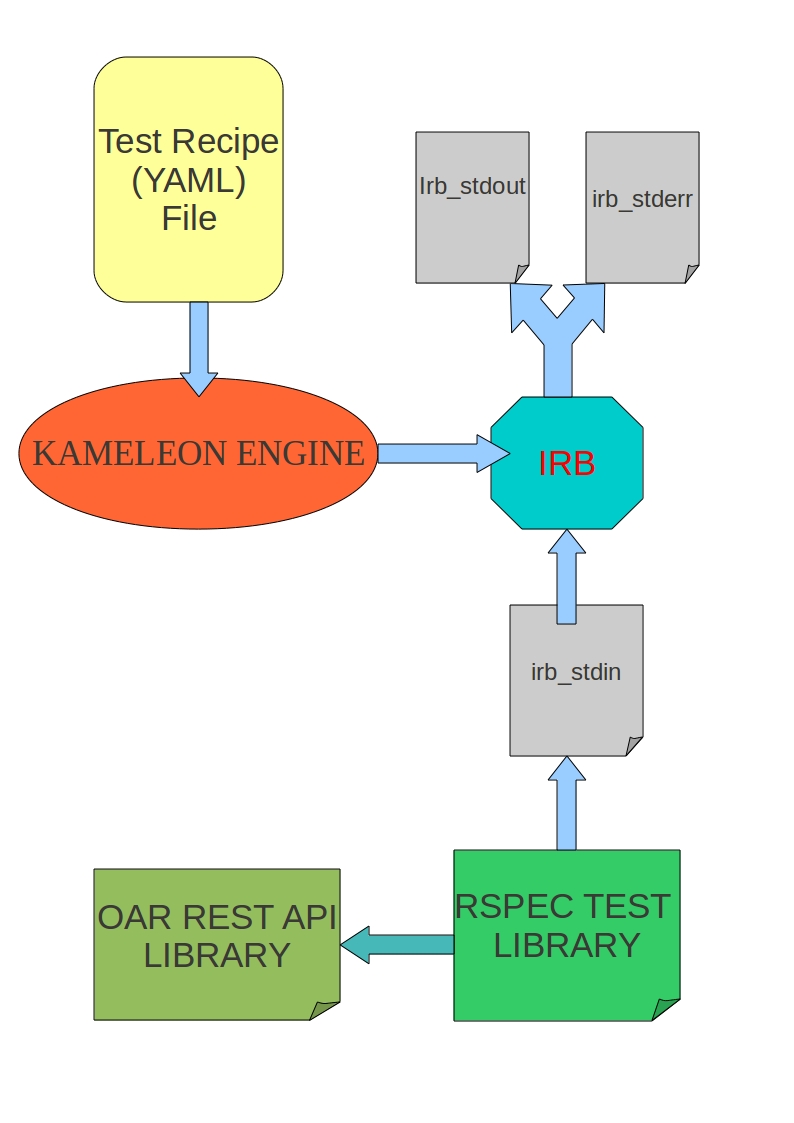 Test Recipe
(YAML)
File
Irb_stdout
irb_stderr
KAMELEON ENGINE
IRB
irb_stdin
OAR REST API
LIBRARY
RSPEC TEST
LIBRARY